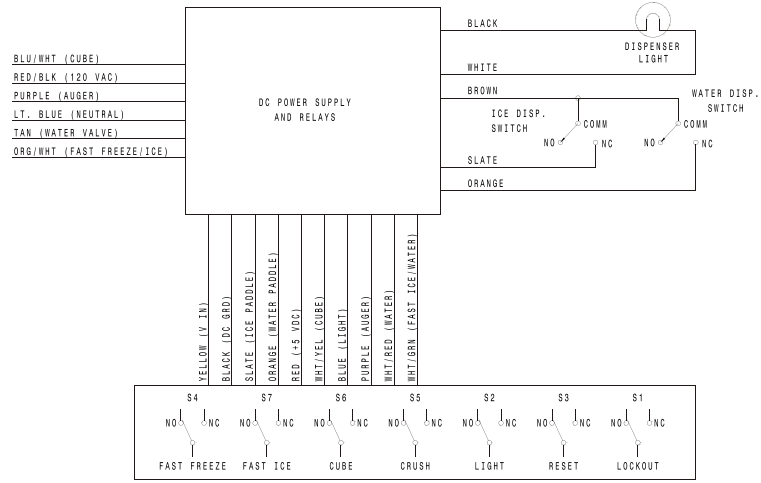 BLACK
DISPENSER
LIGHT
BLU/WHT (CUBE)
WHITE
RED/BLK (120 VAC)
BROWN
WATER DISP.
SWITCH
PURPLE (AUGER)
DC POWER SUPPLY
AND RELAYS
ICE DISP.
SWITCH
LT. BLUE (NEUTRAL)
COMM
COMM
TAN (WATER VALVE)
NO
NC
NO
NC
ORG/WHT (FAST FREEZE/ICE)
SLATE
ORANGE
YELLOW (V IN)
BLACK (DC GRD)
SLATE (ICE PADDLE)
ORANGE (WATER PADDLE)
RED (+5 VDC)
WHT/YEL (CUBE)
BLUE (LIGHT)
PURPLE (AUGER)
WHT/RED (WATER)
WHT/GRN (FAST ICE/WATER)
S4 S7 S6 S5 S2 S3 S1
NO NC NO NC NO NC NO NC NO NC NO NC NO NC
FAST FREEZE FAST ICE CUBE CRUSH LIGHT RESET LOCKOUT